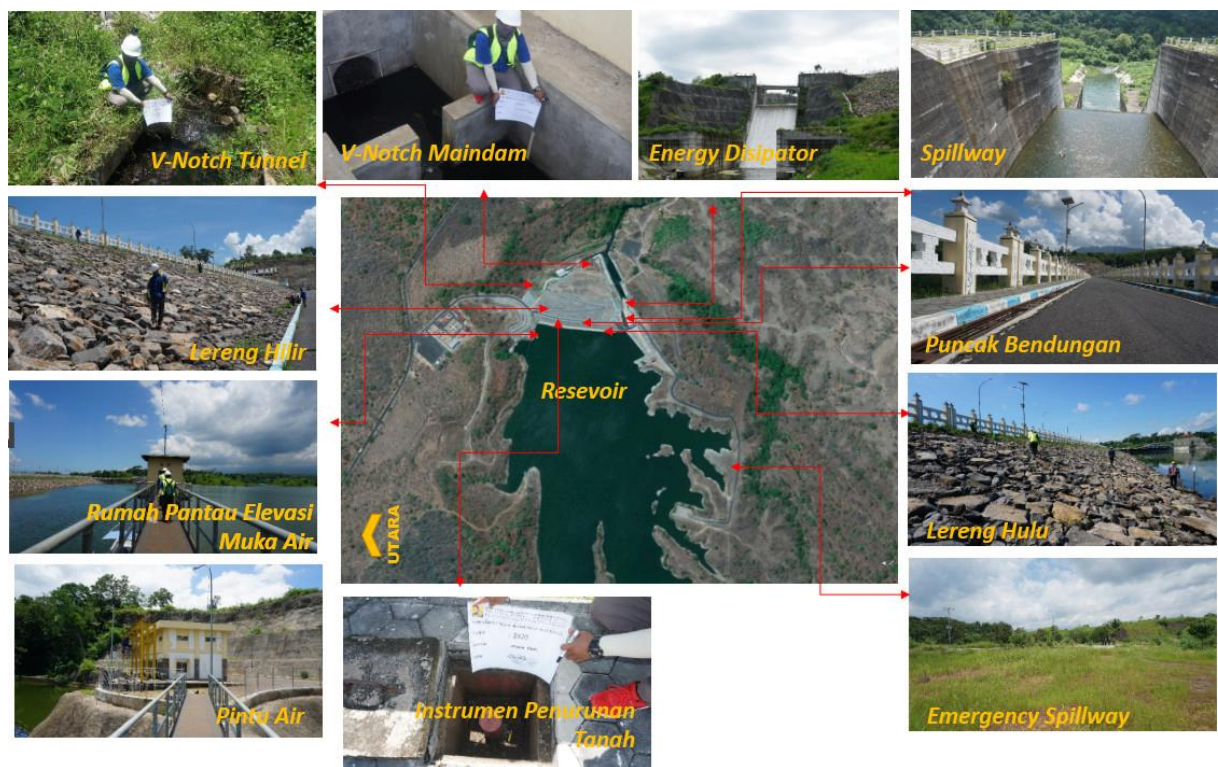 V-Notch Tunnel
V-Notch Maindam
Energy Disipator
Spillway
Lereng Hilir
Resevoir
Puncak Bendungan
Rumah Pantau Elevasi
Muka Air
UTARA
Lereng Hulu
Pintu Air
Instrumen Penurunan
Tanah
Emergency Spillway